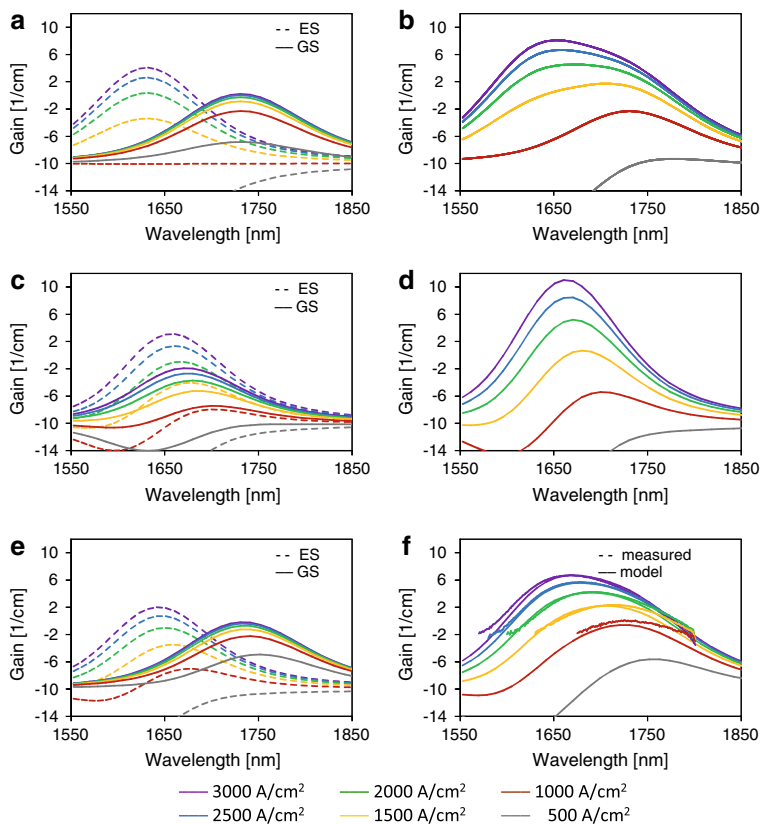 a
Gain [1/cm]
10
6
2
-2
-6
-10
-14
ES
GS
1550
1650
1750
1850
Wavelength [nm]
b
Gain [1/cm]
10
6
2
-2
-6
-10
-14
1550
1650
1750
1850
Wavelength [nm]
c
Gain [1/cm]
10
6
2
-2
-6
-10
-14
ES
GS
1550
1650
1750
1850
Wavelength [nm]
d
Gain [1/cm]
10
6
2
-2
-6
-10
-14
1550
1650
1750
1850
Wavelength [nm]
e
Gain [1/cm]
10
6
2
-2
-6
-10
-14
ES
GS
1550
1650
1750
1850
Wavelength [nm]
f
Gain [1/cm]
10
6
2
-2
-6
-10
-14
measured
model
1550
1650
1750
1850
Wavelength [nm]
3000 A/cm²
2000 A/cm²
1000 A/cm²
2500 A/cm²
1500 A/cm²
500 A/cm²